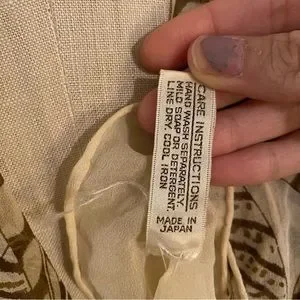 CARE INSTRUCTIONS
HAND WASH SEPARATELY.
MILD SOAP OR DETERGENT.
LINE DRY. COOL IRON
MADE IN
JAPAN